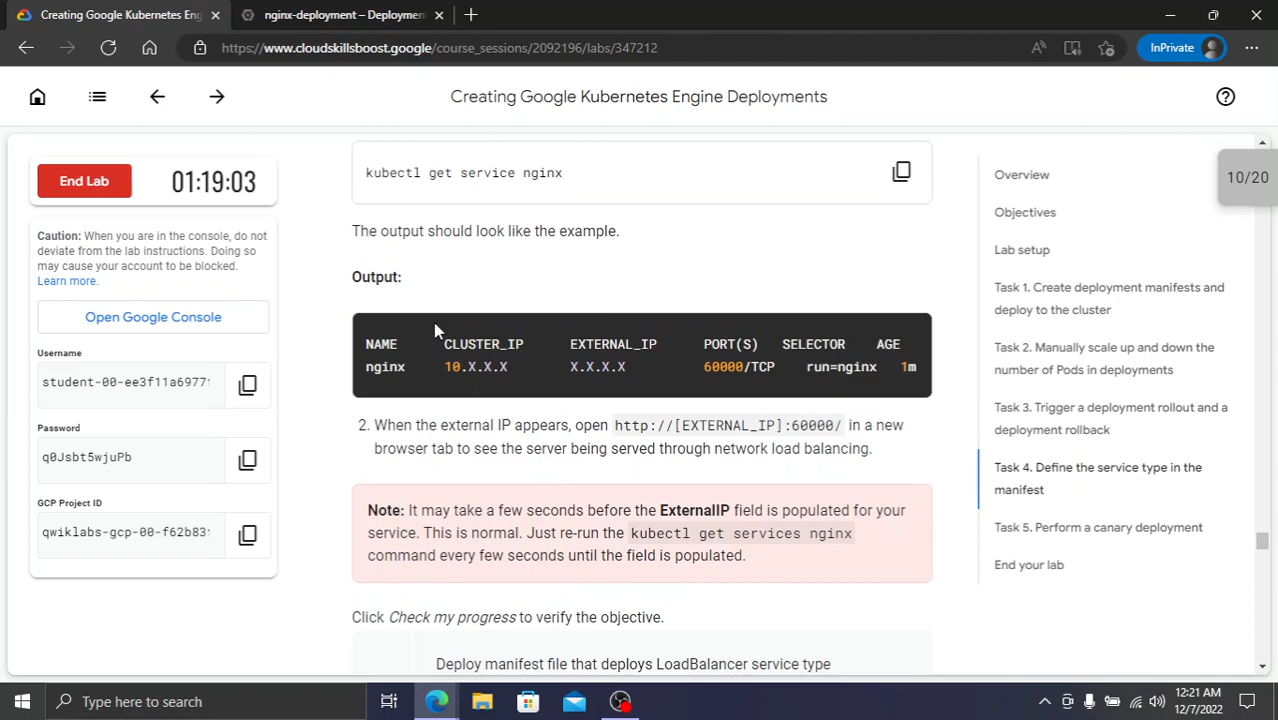 Creating Google Kubernetes Eng
nginx-deployment – Deployment
https://www.cloudskillsboost.google/course_sessions/2092196/labs/347212
InPrivate
Creating Google Kubernetes Engine Deployments
End Lab
01:19:03
Caution: When you are in the console, do not
deviate from the lab instructions. Doing so
may cause your account to be blocked.
Learn more.
Open Google Console
Username
student-00-ee3f11a6977f
Password
q0Jsbt5wjuPb
GCP Project ID
qwiklabs-gcp-00-f62b83f
kubectl get service nginx
The output should look like the example.
Output:
NAME CLUSTER_IP EXTERNAL_IP PORT(S) SELECTOR AGE
nginx 10.X.X.X X.X.X.X 60000/TCP run=nginx 1m
2. When the external IP appears, open http://[EXTERNAL_IP]:60000/ in a new
browser tab to see the server being served through network load balancing.
Note: It may take a few seconds before the ExternalIP field is populated for your
service. This is normal. Just re-run the kubectl get services nginx
command every few seconds until the field is populated.
Click Check my progress to verify the objective.
Deploy manifest file that deploys LoadBalancer service type
Overview
Objectives
Lab setup
Task 1. Create deployment manifests and
deploy to the cluster
Task 2. Manually scale up and down the
number of Pods in deployments
Task 3. Trigger a deployment rollout and a
deployment rollback
Task 4. Define the service type in the
manifest
Task 5. Perform a canary deployment
End your lab
10/20
Type here to search
12:21 AM
12/7/2022